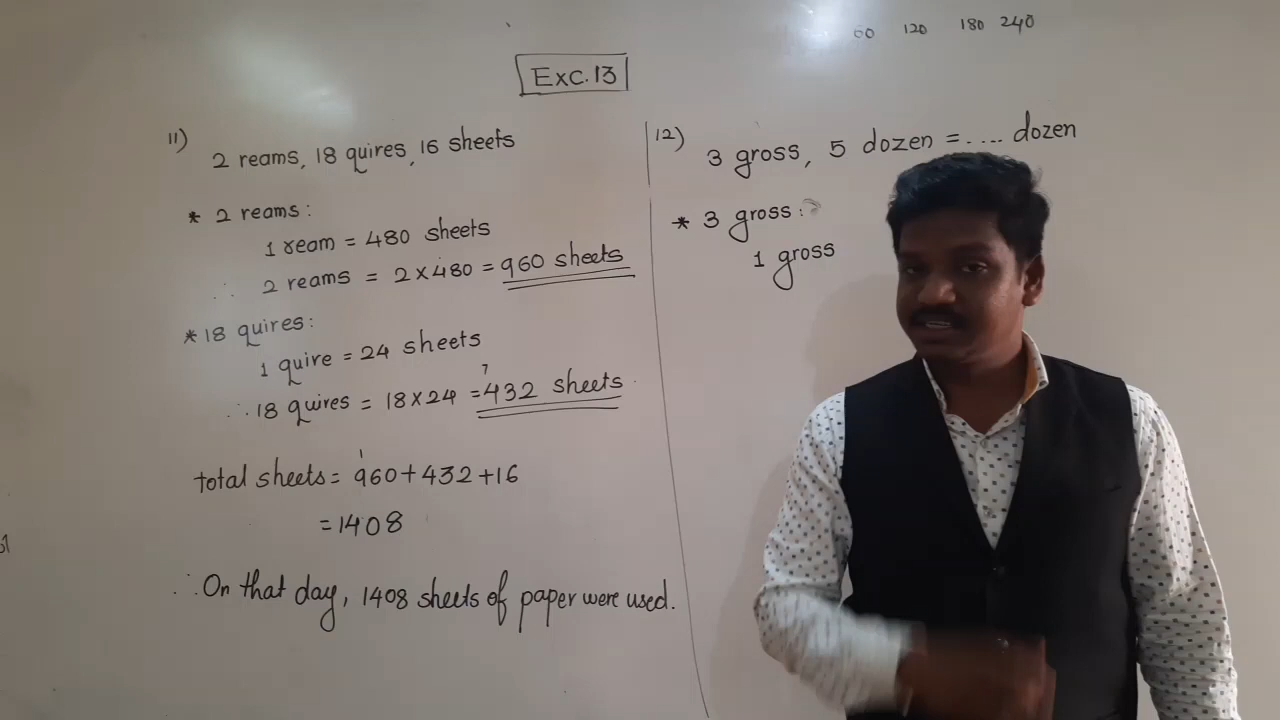 60 120 180 240
Exc.13
11)
2 reams, 18 quires, 16 sheets
* 2 reams:
1 ream = 480 sheets
∴ 2 reams = 2×480 = 960 sheets
* 18 quires:
1 quire = 24 sheets
7
∴ 18 quires = 18×24 = 432 sheets
1
total sheets = 960+432+16
= 1408
∴ On that day, 1408 sheets of paper were used.
12)
3 gross, 5 dozen = .... dozen
* 3 gross:
1 gross